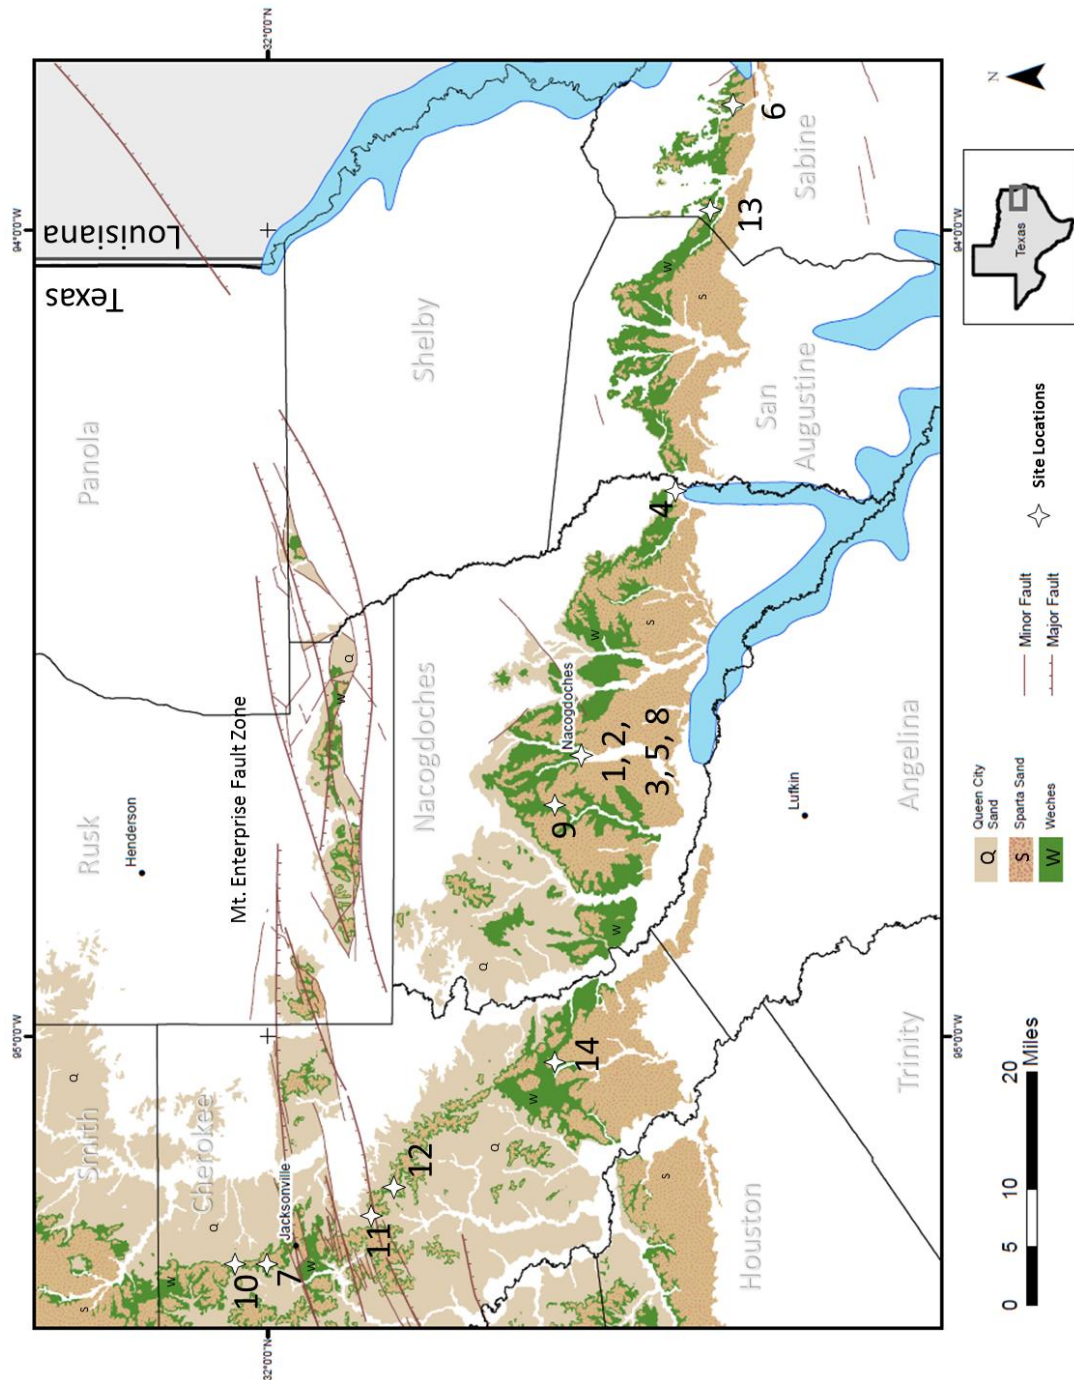 94°0'0"W
95°0'0"W
32°0'0"N
32°0'0"N
94°0'0"W
95°0'0"W
Smith
Rusk
Panola
Texas
Louisiana
Henderson
Cherokee
Mt. Enterprise Fault Zone
Jacksonville
10
7
11
12
14
Nacogdoches
Shelby
Nacogdoches
9
1, 2,
3, 5, 8
4
13
6
San
Augustine
Sabine
Houston
Trinity
Angelina
Lufkin
Q
Q
Q
Q
Q
S
S
S
S
W
W
W
W
W
W
W
0 5 10 20
Miles
Q Queen City
Sand
S Sparta Sand
W Weches
Minor Fault
Major Fault
Site Locations
Texas
N